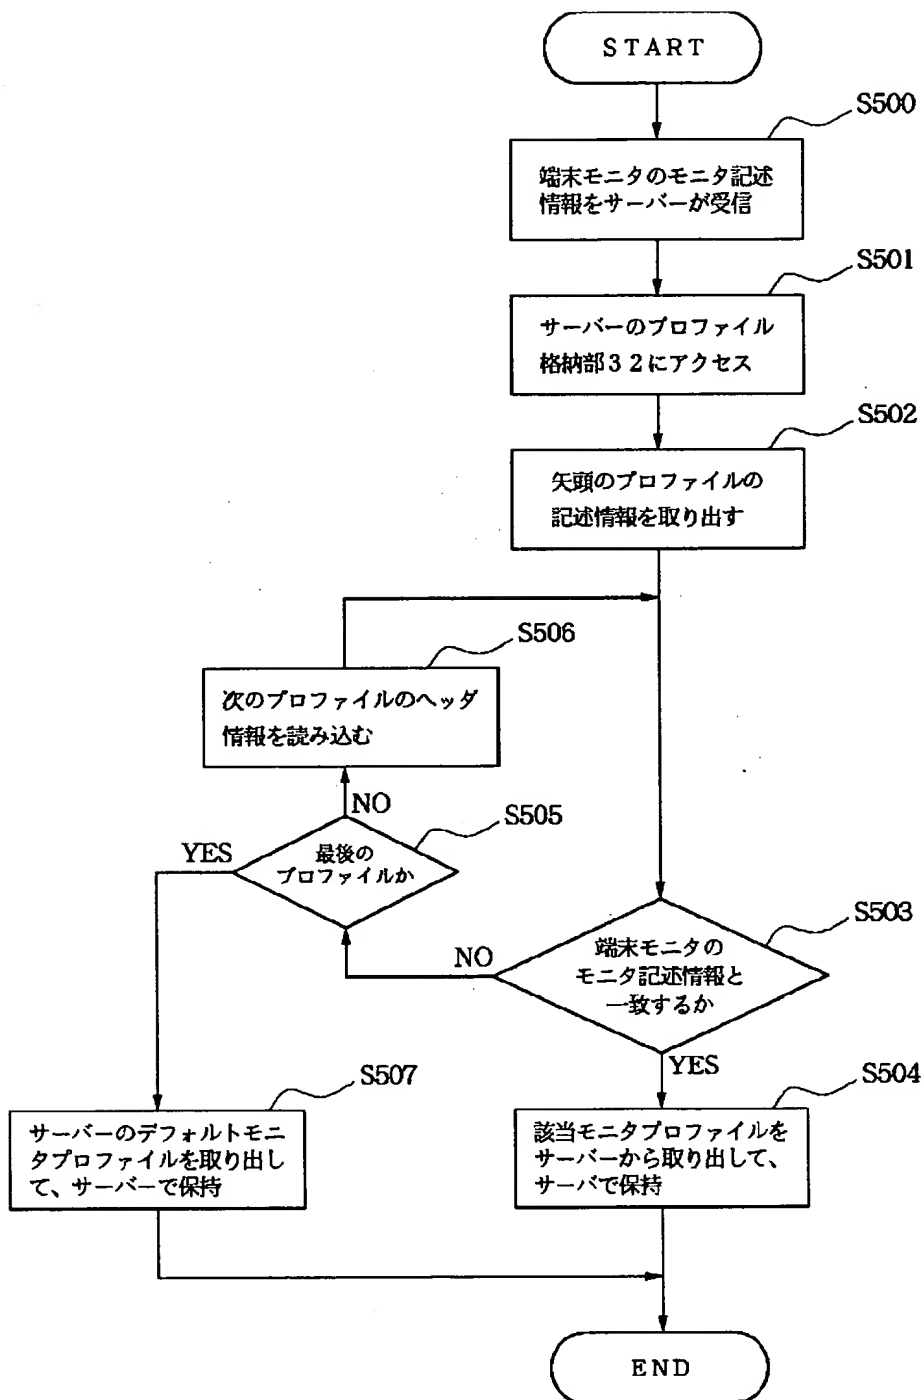 START
S500
端末モニタのモニタ記述
情報をサーバーが受信
S501
サーバーのプロファイル
格納部32にアクセス
S502
矢頭のプロファイルの
記述情報を取り出す
S506
次のプロファイルのヘッダ
情報を読み込む
NO
S505
YES
最後の
プロファイルか
S503
NO
端末モニタの
モニタ記述情報と
一致するか
YES
S507
サーバーのデフォルトモニ
タプロファイルを取り出し
て、サーバーで保持
S504
該当モニタプロファイルを
サーバーから取り出して、
サーバで保持
END